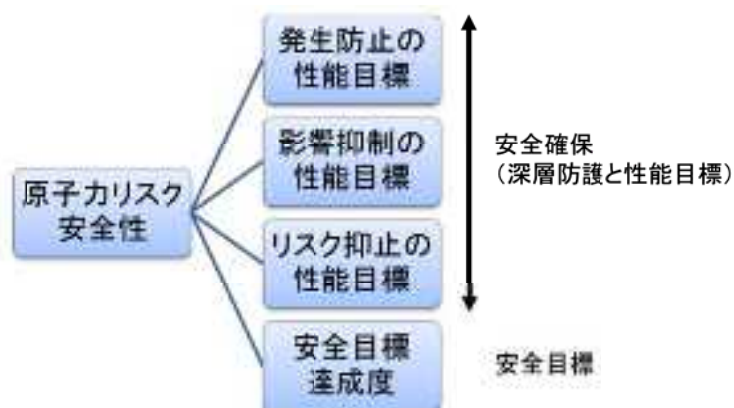 発生防止の
性能目標
影響抑制の
性能目標
安全確保
（深層防護と性能目標）
原子力リスク
安全性
リスク抑止の
性能目標
安全目標
達成度
安全目標